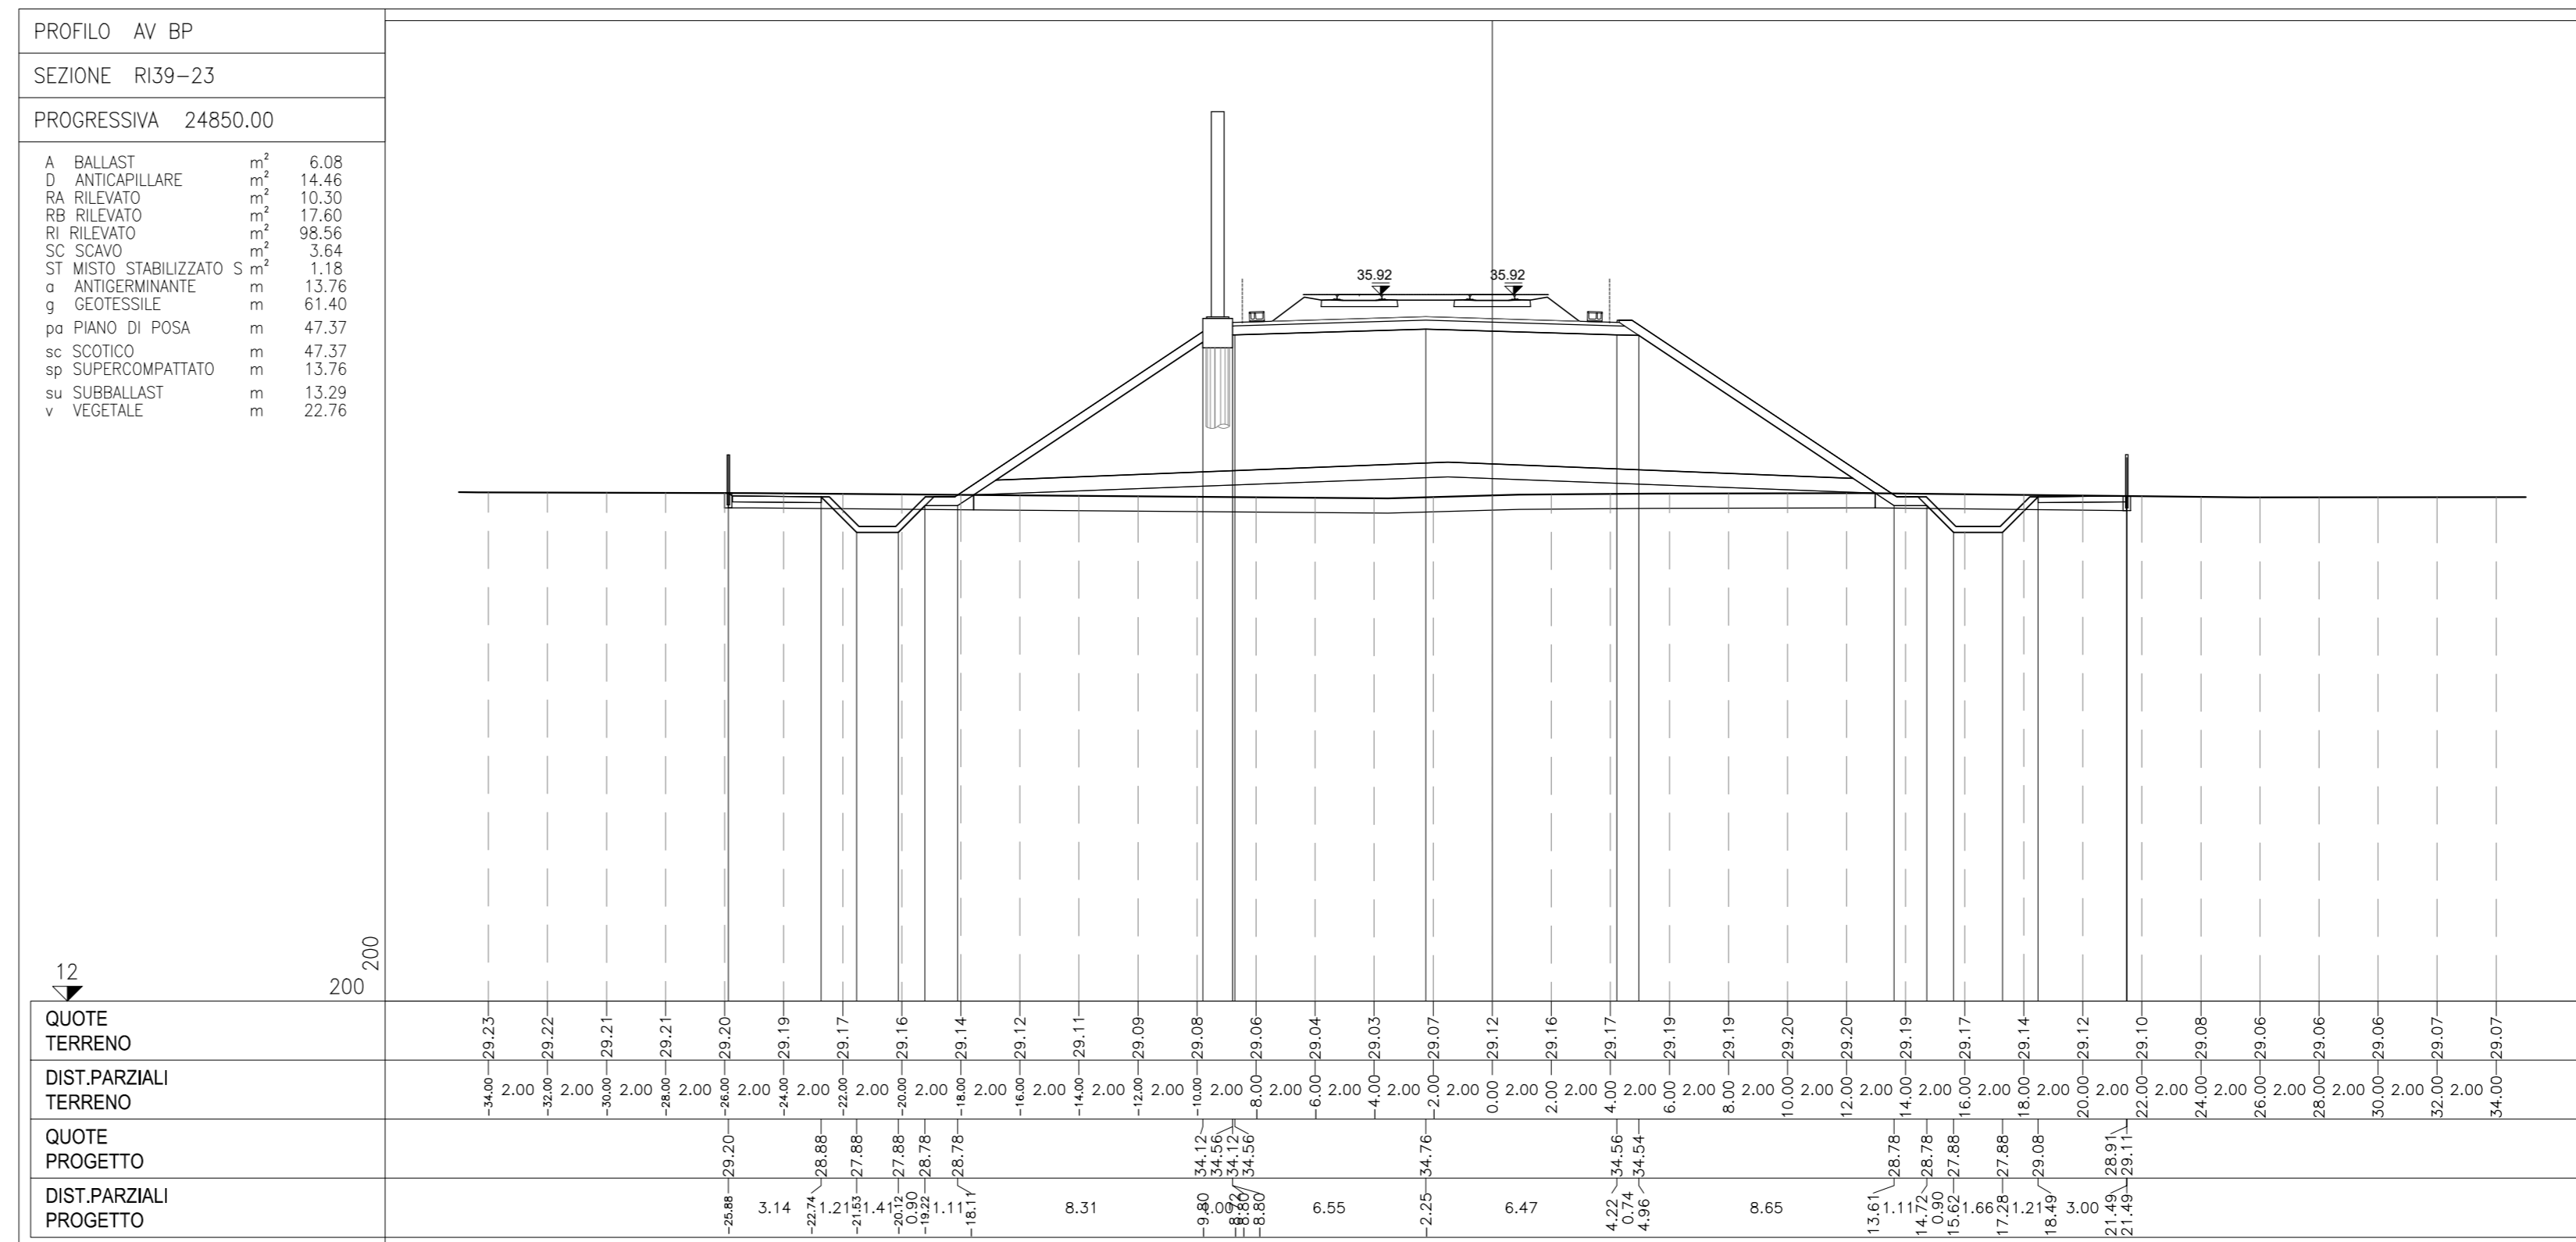 PROFILO AV BP
SEZIONE RI39-23
PROGRESSIVA 24850.00
A BALLAST m² 6.08
D ANTICAPILLARE m² 14.46
RA RILEVATO m² 10.30
RB RILEVATO m² 17.60
RI RILEVATO m² 98.56
SC SCAVO m² 3.64
ST MISTO STABILIZZATO S m² 1.18
a ANTIGERMINANTE m 13.76
g GEOTESSILE m 61.40
pa PIANO DI POSA m 47.37
sc SCOTICO m 47.37
sp SUPERCOMPATTATO m 13.76
su SUBBALLAST m 13.29
v VEGETALE m 22.76
35.92 35.92
12 200 200
QUOTE TERRENO
29.23 29.22 29.21 29.21 29.20 29.19 29.17 29.16 29.14 29.12 29.11 29.09 29.08 29.06 29.04 29.03 29.07 29.12 29.16 29.17 29.19 29.19 29.20 29.20 29.19 29.17 29.14 29.12 29.10 29.08 29.06 29.06 29.06 29.07 29.07
DIST.PARZIALI TERRENO
-34.00 2.00 -32.00 2.00 -30.00 2.00 -28.00 2.00 -26.00 2.00 -24.00 2.00 -22.00 2.00 -20.00 2.00 -18.00 2.00 -16.00 2.00 -14.00 2.00 -12.00 2.00 -10.00 2.00 -8.00 2.00 -6.00 2.00 -4.00 2.00 -2.00 2.00 0.00 2.00 2.00 2.00 4.00 2.00 6.00 2.00 8.00 2.00 10.00 2.00 12.00 2.00 14.00 2.00 16.00 2.00 18.00 2.00 20.00 2.00 22.00 2.00 24.00 2.00 26.00 2.00 28.00 2.00 30.00 2.00 32.00 2.00 34.00
QUOTE PROGETTO
29.20 28.88 27.88 27.88 28.78 28.78 34.12 34.56 34.12 34.56 34.76 34.56 34.54 28.78 28.78 27.88 27.88 29.08 28.91 29.11
DIST.PARZIALI PROGETTO
-25.88 3.14 -22.74 1.21 -21.53 1.41 -20.12 0.90 -19.22 1.11 -18.11 8.31 -9.80 8.80 6.55 -2.25 6.47 4.22 0.74 4.96 8.65 13.61 1.11 14.72 0.90 15.62 1.66 17.28 1.21 18.49 3.00 21.49 21.49